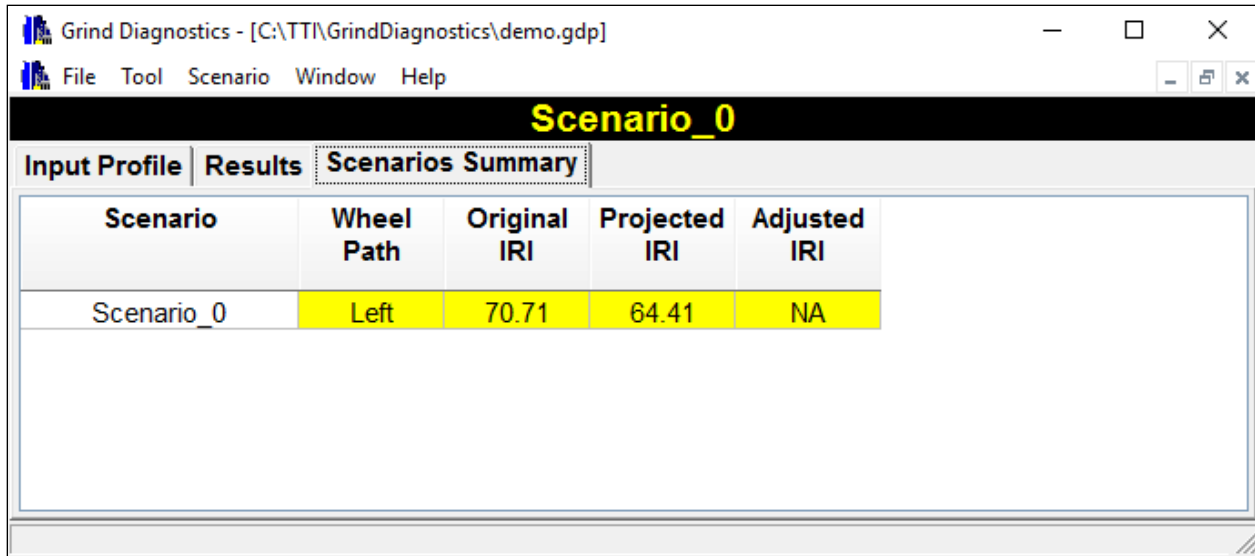 Grind Diagnostics - [C:\TTI\GrindDiagnostics\demo.gdp]
File Tool Scenario Window Help
Scenario_0
Input Profile Results Scenarios Summary
Scenario Wheel Path Original IRI Projected IRI Adjusted IRI
Scenario_0 Left 70.71 64.41 NA